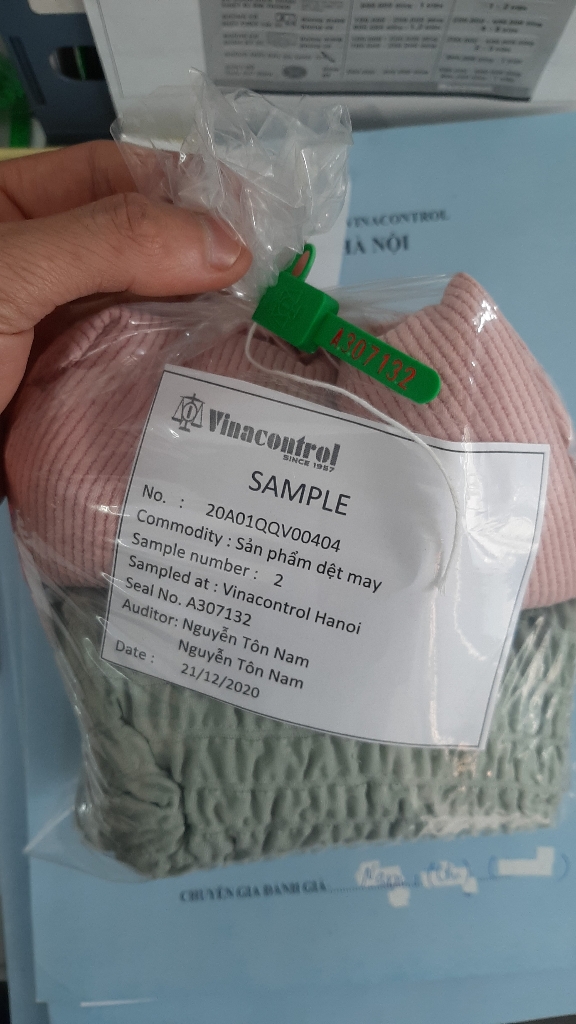 VINACONTROL
HÀ NỘI
A307132
Vinacontrol
SINCE 1957
SAMPLE
No. : 20A01QQV00404
Commodity : Sản phẩm dệt may
Sample number : 2
Sampled at : Vinacontrol Hanoi
Seal No. A307132
Auditor: Nguyễn Tôn Nam
Nguyễn Tôn Nam
Date : 21/12/2020
CHUYÊN GIA ĐÁNH GIÁ